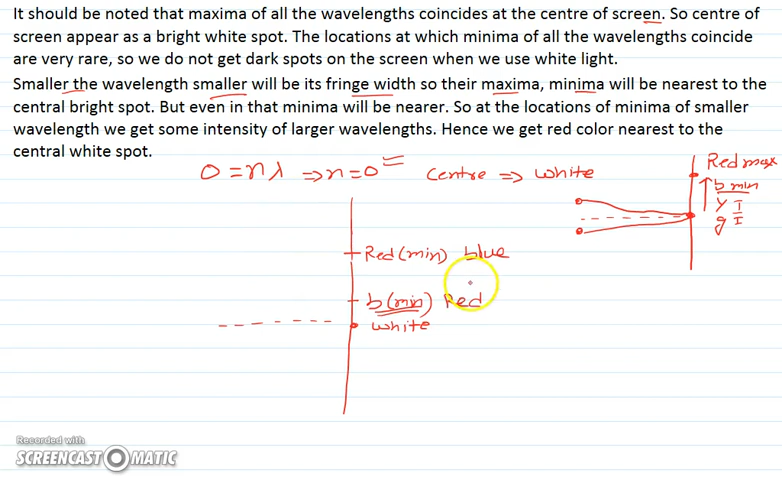 It should be noted that maxima of all the wavelengths coincides at the centre of screen. So centre of
screen appear as a bright white spot. The locations at which minima of all the wavelengths coincide
are very rare, so we do not get dark spots on the screen when we use white light.
Smaller the wavelength smaller will be its fringe width so their maxima, minina will be nearest to the
central bright spot. But even in that minima will be nearer. So at the locations of minima of smaller
wavelength we get some intensity of larger wavelengths. Hence we get red color nearest to the
central white spot.
0 = nλ ⇒ n = 0 centre ⇒ white
Red max
b min
y I
g I
Red (min) blue
b (min) Red
white
Recorded with
SCREENCAST O MATIC